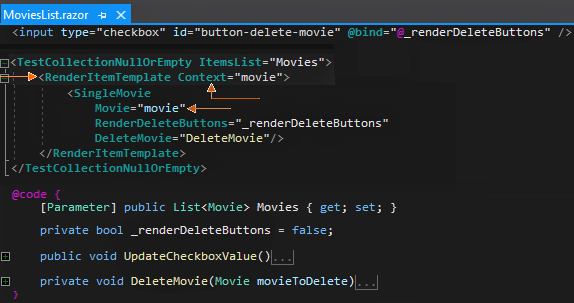 MoviesList.razor
<input type="checkbox" id="button-delete-movie" @bind="@_renderDeleteButtons" />
<TestCollectionNullOrEmpty ItemsList="Movies">
<RenderItemTemplate Context="movie">
<SingleMovie
Movie="movie"
RenderDeleteButtons="_renderDeleteButtons"
DeleteMovie="DeleteMovie"/>
</RenderItemTemplate>
</TestCollectionNullOrEmpty>
@code {
[Parameter] public List<Movie> Movies { get; set; }
private bool _renderDeleteButtons = false;
public void UpdateCheckboxValue()...
private void DeleteMovie(Movie movieToDelete)...
}